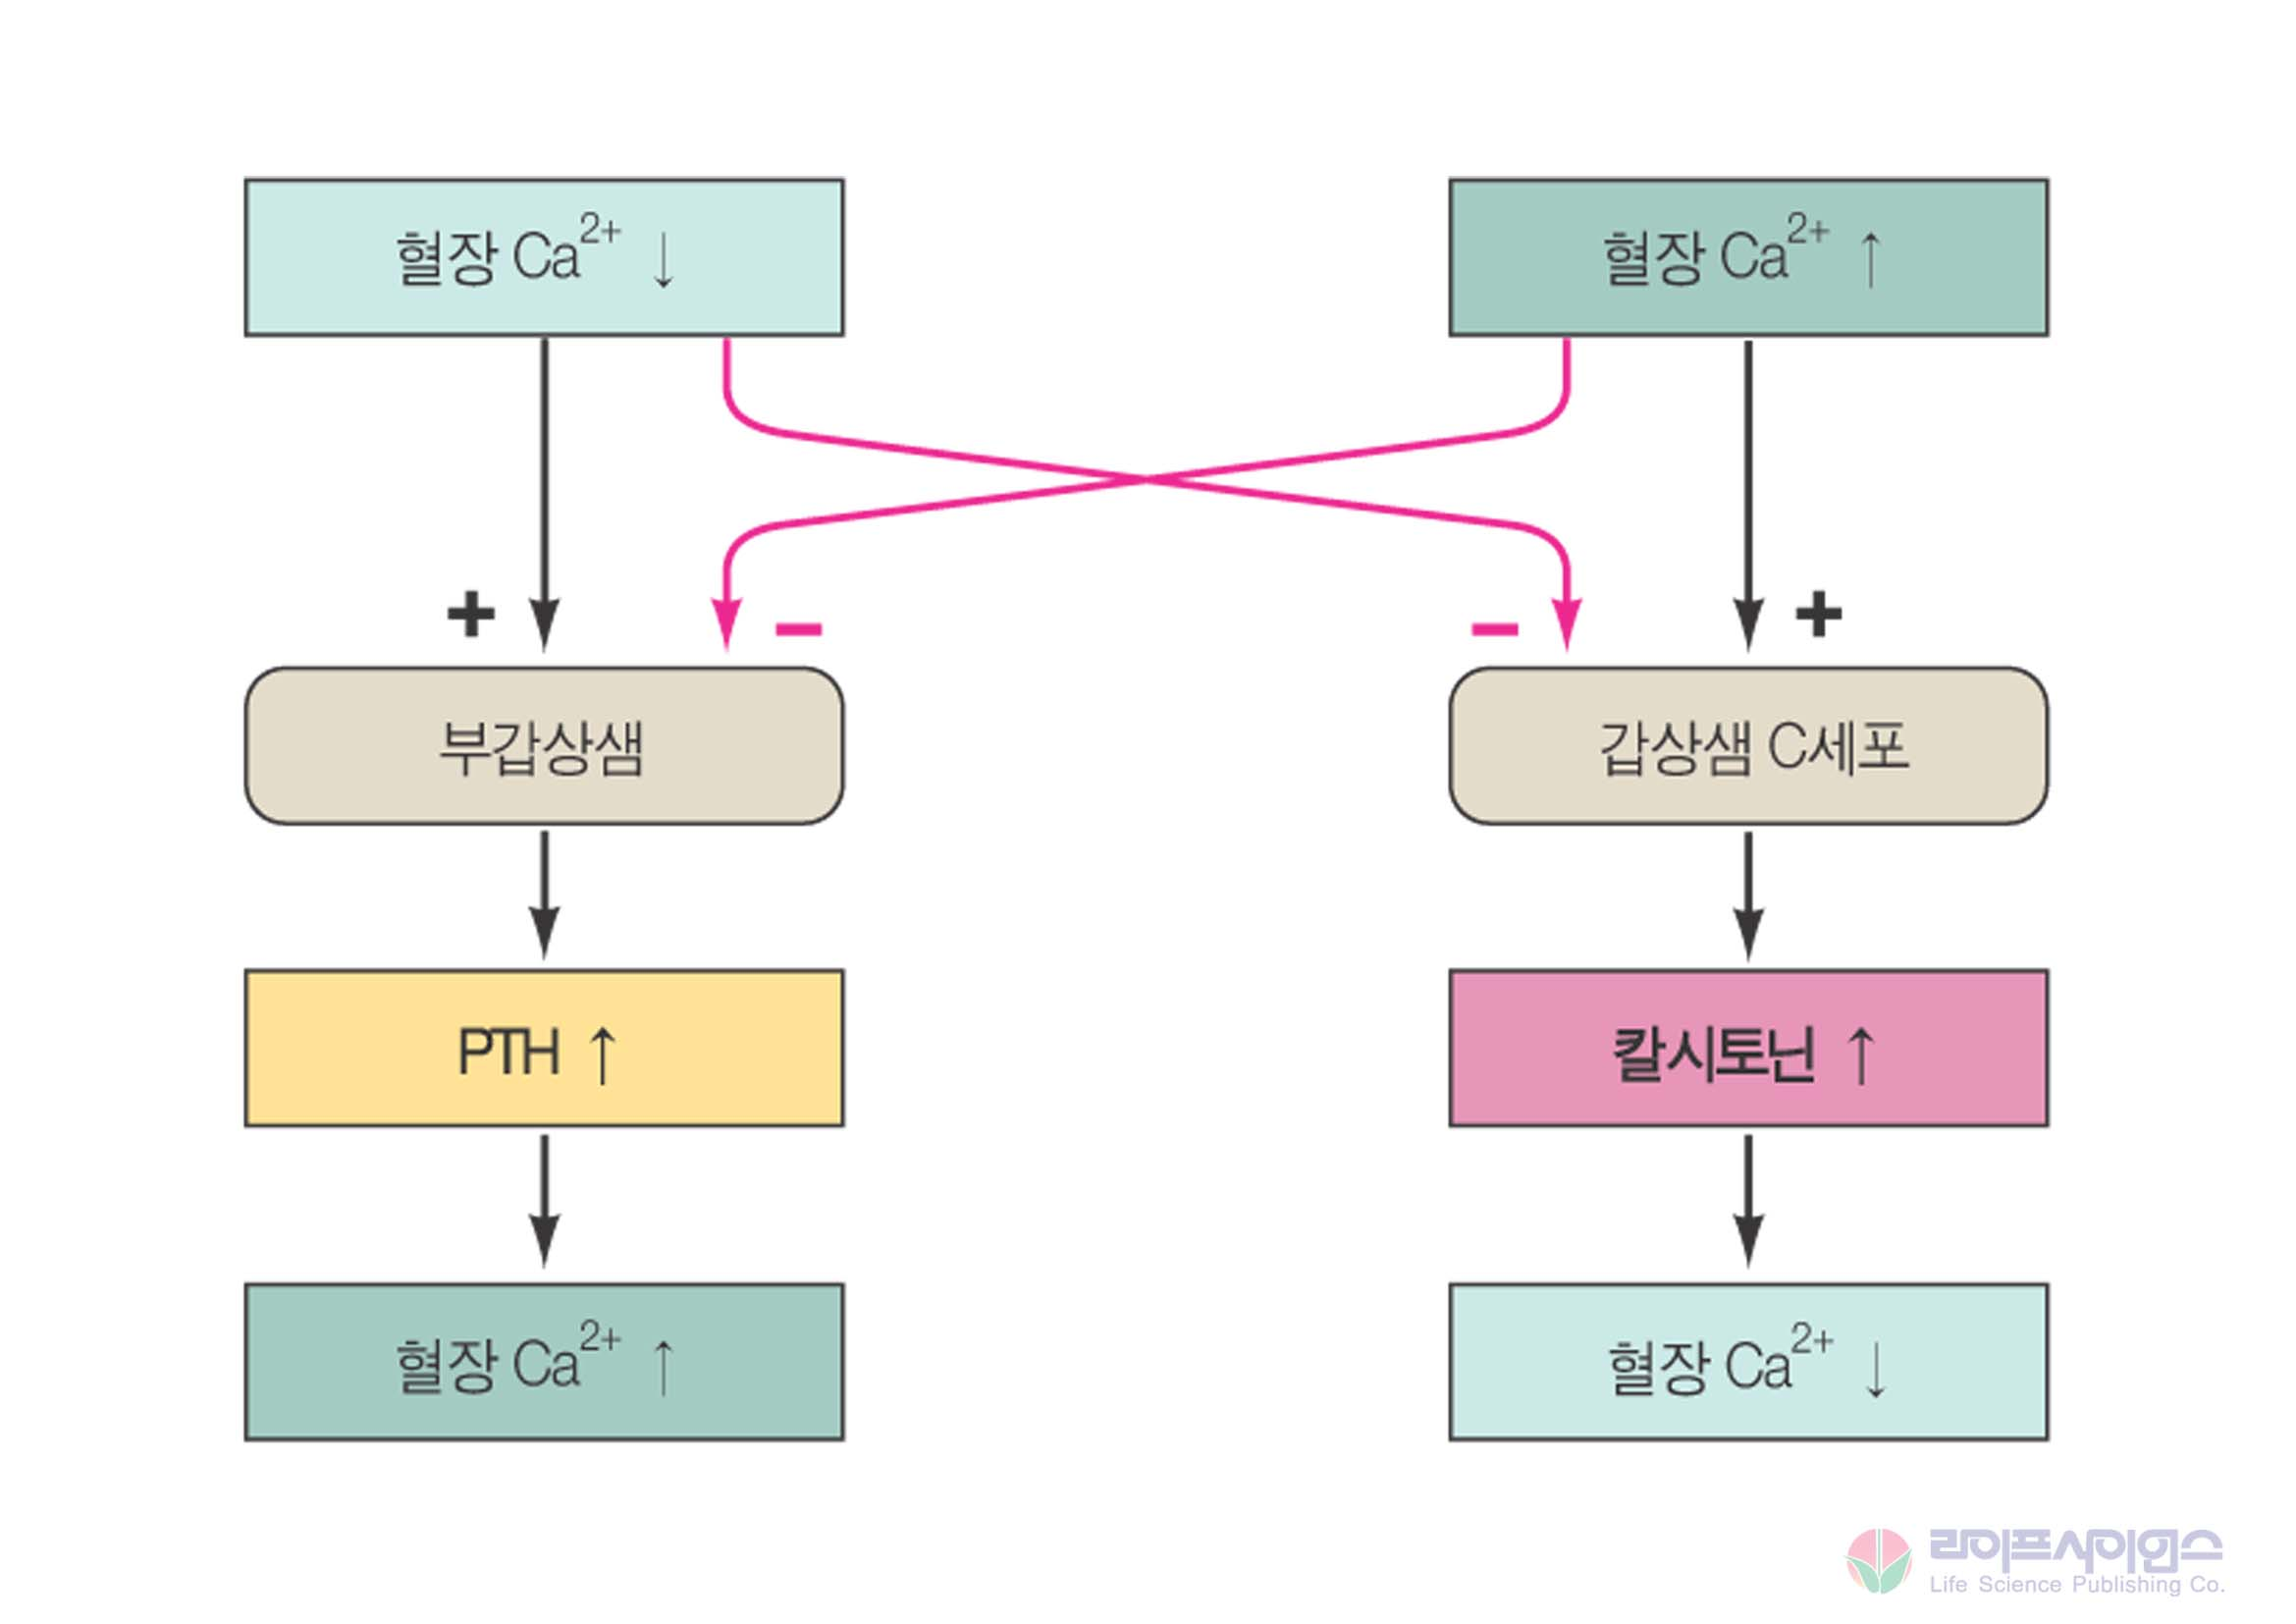 혈장 Ca²⁺ ↓
혈장 Ca²⁺ ↑
+
−
−
+
부갑상샘
갑상샘 C세포
PTH ↑
칼시토닌 ↑
혈장 Ca²⁺ ↑
혈장 Ca²⁺ ↓
라이프사이언스
Life Science Publishing Co.